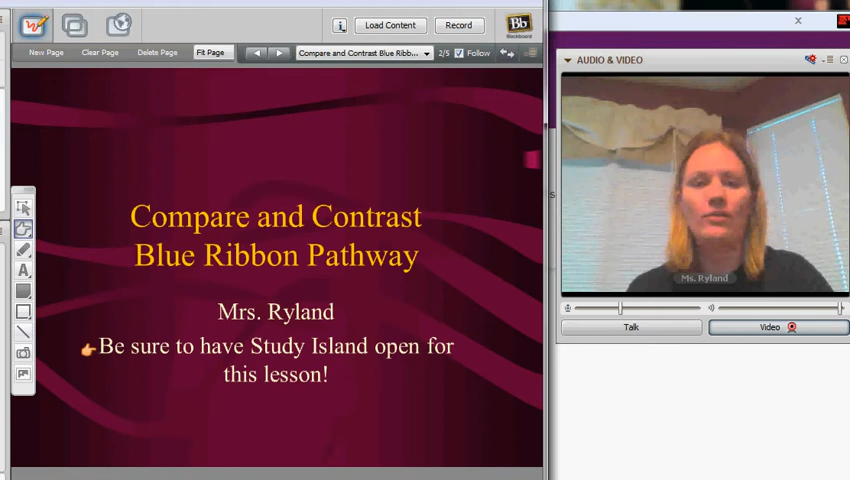 Load Content
Record
Bb
Blackboard
New Page
Clear Page
Delete Page
Fit Page
Compare and Contrast Blue Ribb...
2/5
Follow
Compare and Contrast
Blue Ribbon Pathway
Mrs. Ryland
Be sure to have Study Island open for
this lesson!
A
AUDIO & VIDEO
Ms. Ryland
Talk
Video